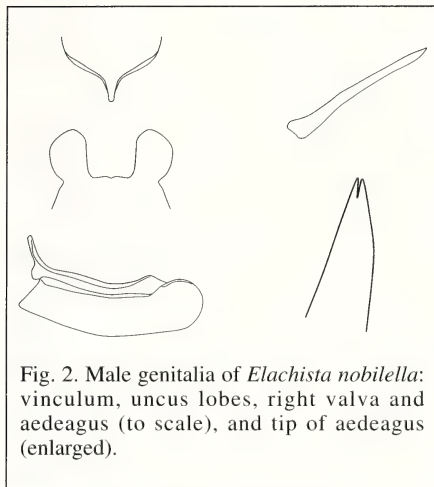 Fig. 2. Male genitalia of Elachista nobilella:
vinculum, uncus lobes, right valva and
aedeagus (to scale), and tip of aedeagus
(enlarged).